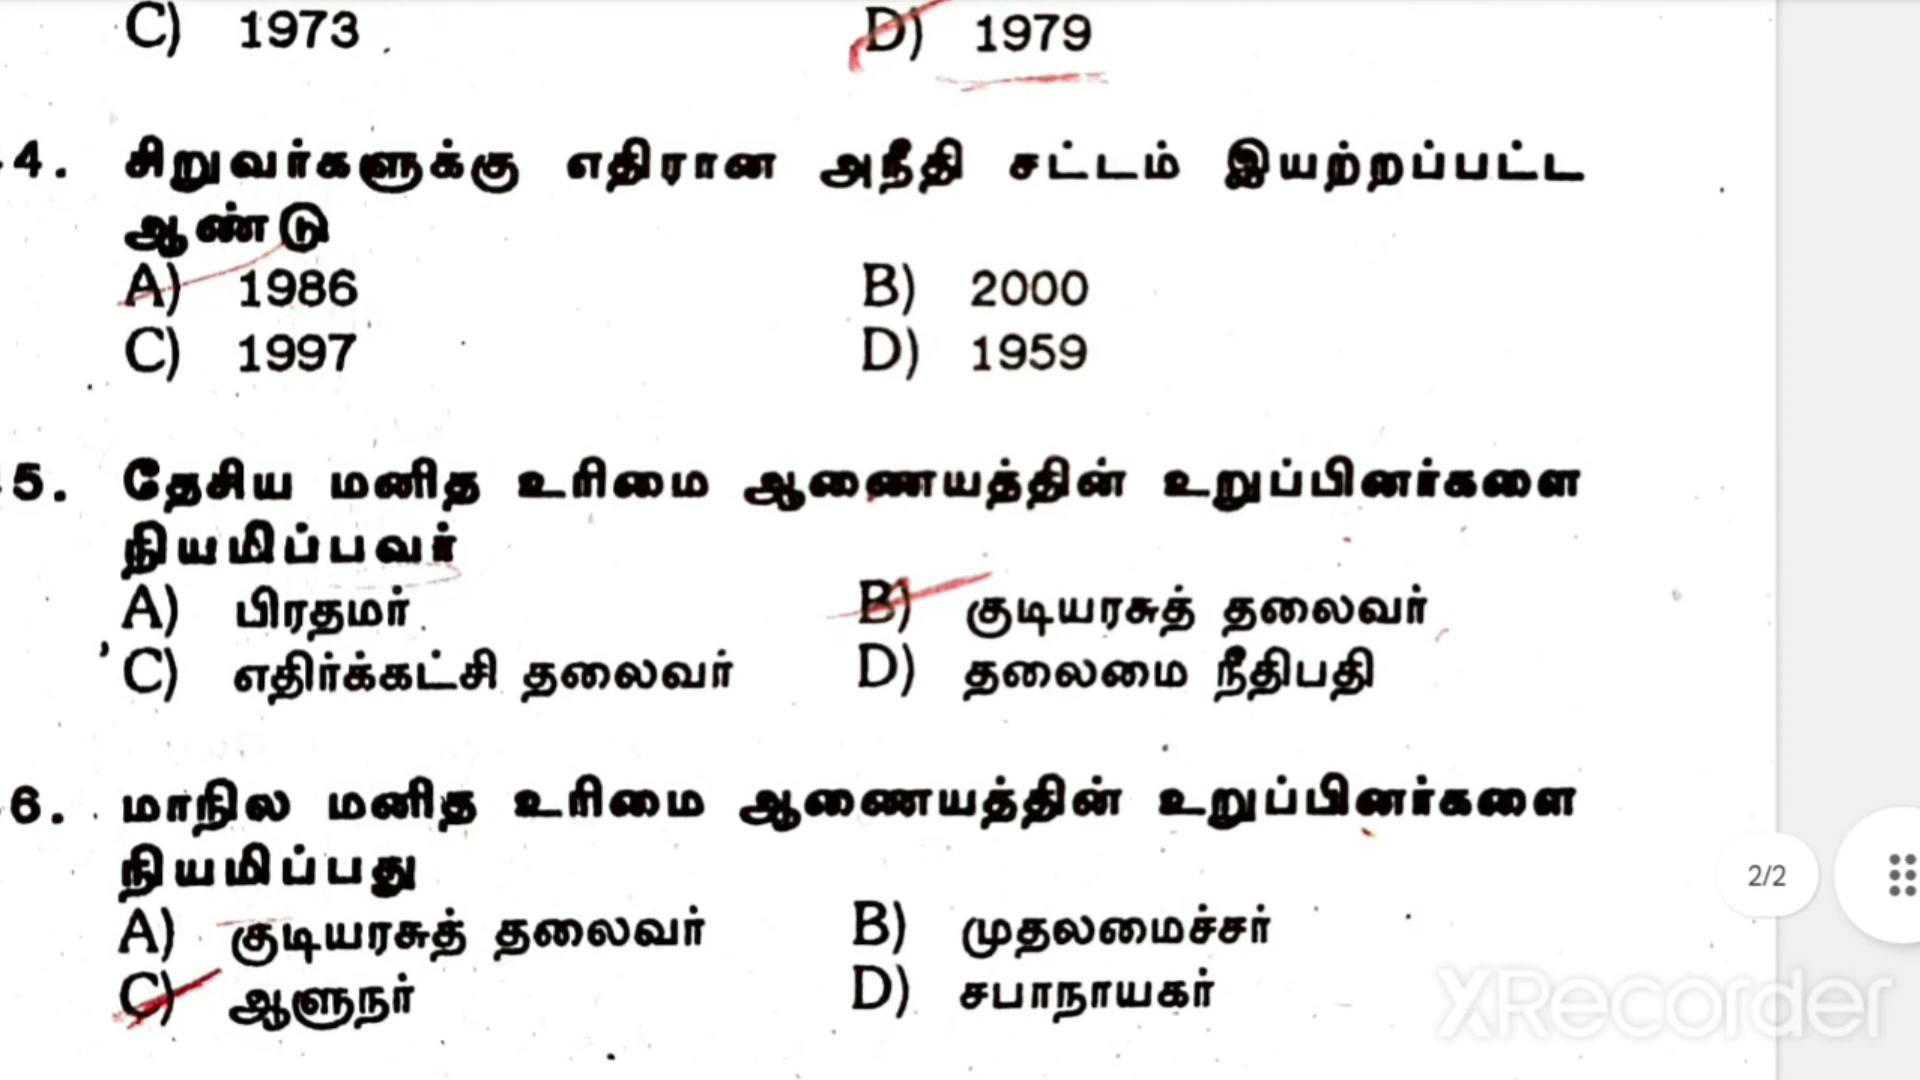 C) 1973 D) 1979
4. சிறுவர்களுக்கு எதிரான அநீதி சட்டம் இயற்றப்பட்ட
ஆண்டு
A) 1986 B) 2000
C) 1997 D) 1959
5. தேசிய மனித உரிமை ஆணையத்தின் உறுப்பினர்களை
நியமிப்பவர்
A) பிரதமர் B) குடியரசுத் தலைவர்
C) எதிர்க்கட்சி தலைவர் D) தலைமை நீதிபதி
6. மாநில மனித உரிமை ஆணையத்தின் உறுப்பினர்களை
நியமிப்பது
A) குடியரசுத் தலைவர் B) முதலமைச்சர்
C) ஆளுநர் D) சபாநாயகர்
2/2
XRecorder